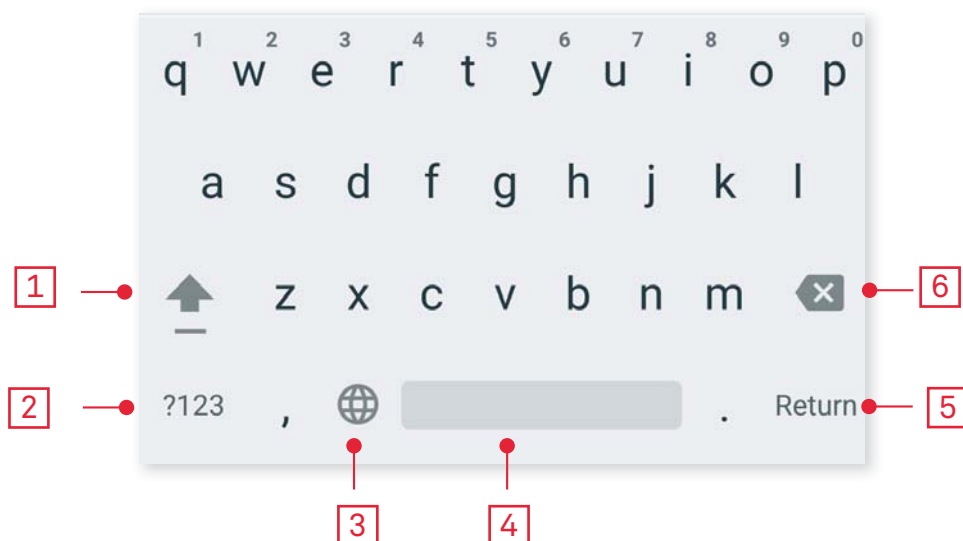 1 2 3 4 5 6 7 8 9 0
q w e r t y u i o p
a s d f g h j k l
1 z x c v b n m 6
2 ?123 , . Return 5
3 4